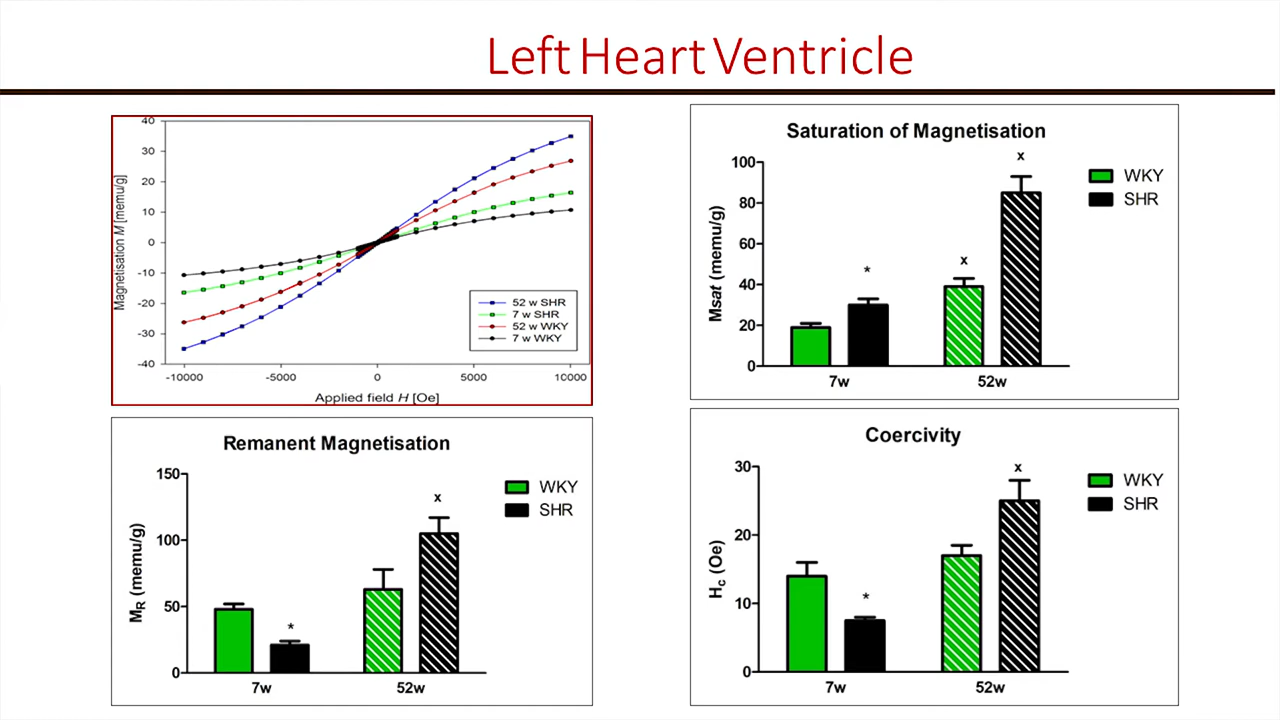 Left Heart Ventricle
Magnetisation M [memu/g]
40
30
20
10
0
-10
-20
-30
-40
52 w SHR
7 w SHR
52 w WKY
7 w WKY
-10000 -5000 0 5000 10000
Applied field H [Oe]
Saturation of Magnetisation
Msat (memu/g)
100
80
60
40
20
0
* x x
WKY
SHR
7w 52w
Remanent Magnetisation
MR (memu/g)
150
100
50
0
* x
WKY
SHR
7w 52w
Coercivity
Hc (Oe)
30
20
10
0
* x
WKY
SHR
7w 52w